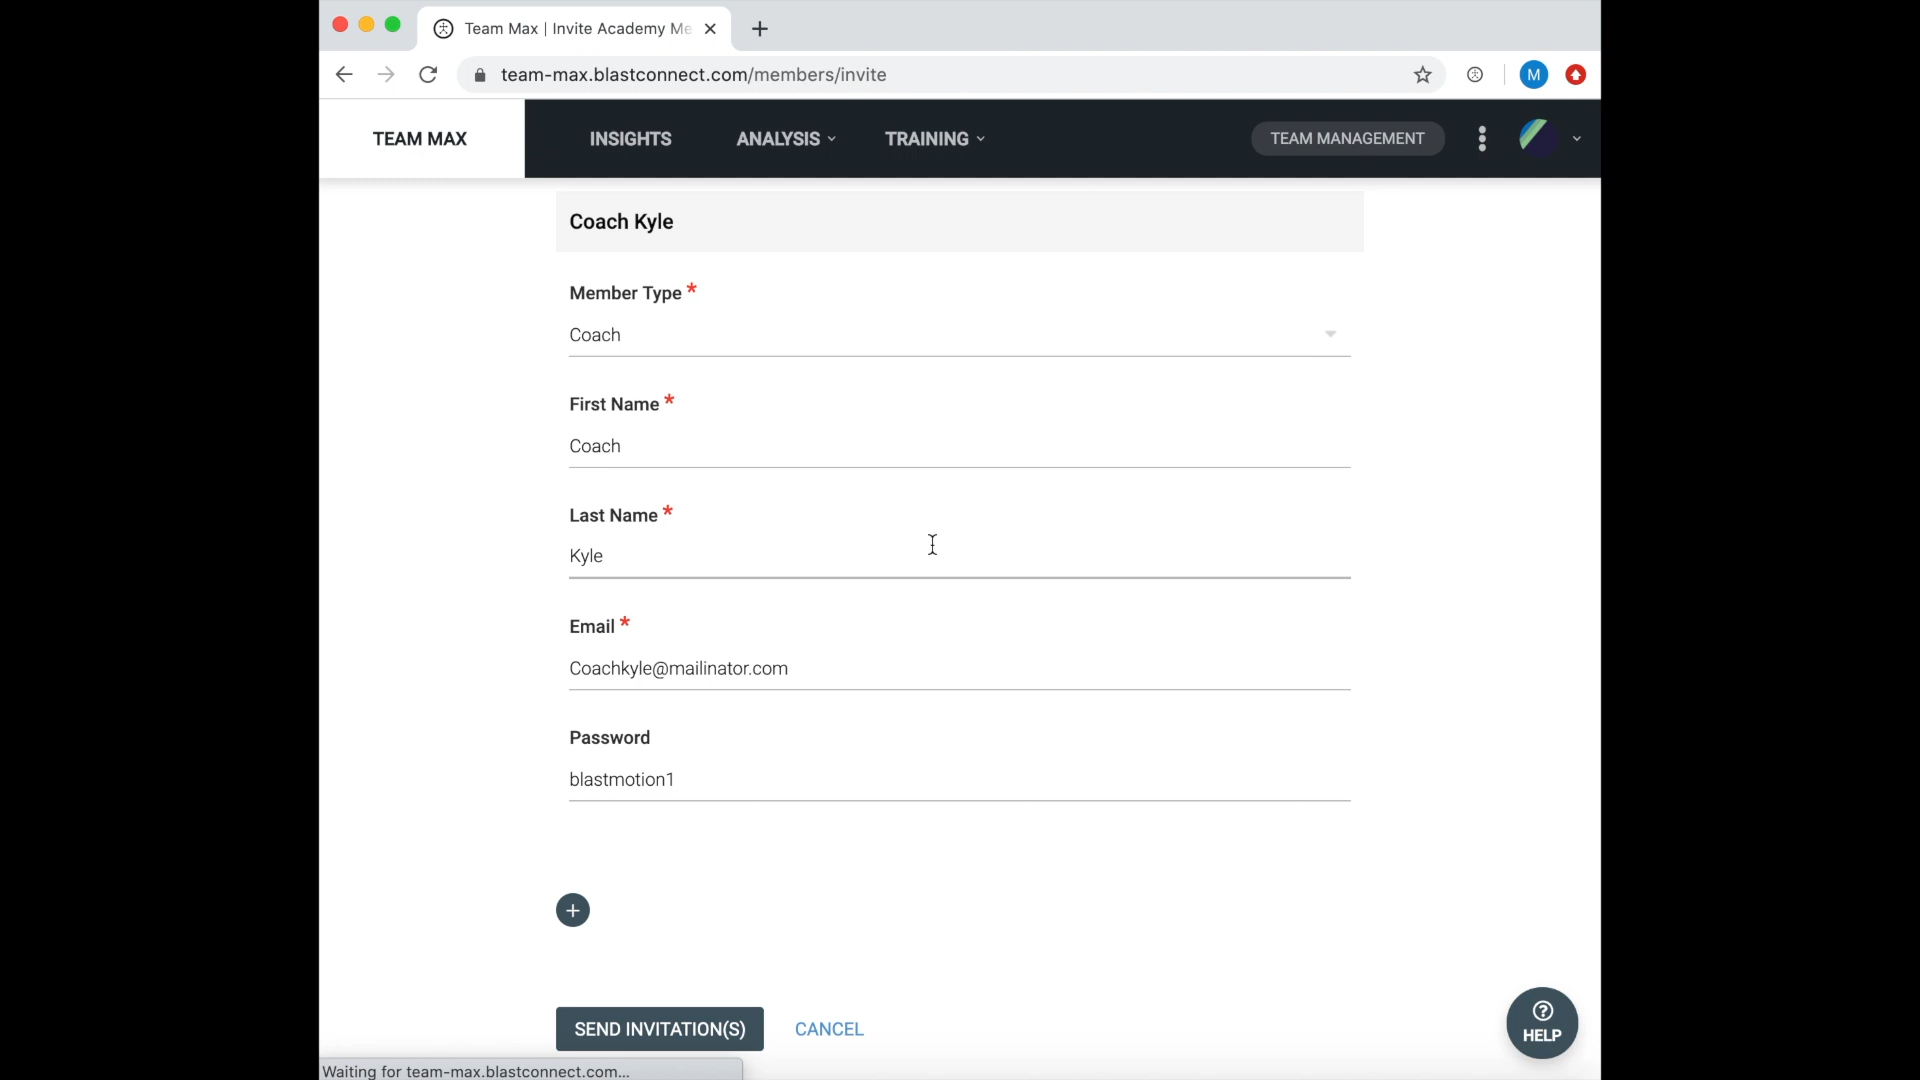 Team Max | Invite Academy Me
team-max.blastconnect.com/members/invite
M
TEAM MAX
INSIGHTS
ANALYSIS
TRAINING
TEAM MANAGEMENT
Coach Kyle
Member Type *
Coach
First Name *
Coach
Last Name *
Kyle
Email *
Coachkyle@mailinator.com
Password
blastmotion1
+
SEND INVITATION(S)
CANCEL
?
HELP
Waiting for team-max.blastconnect.com...